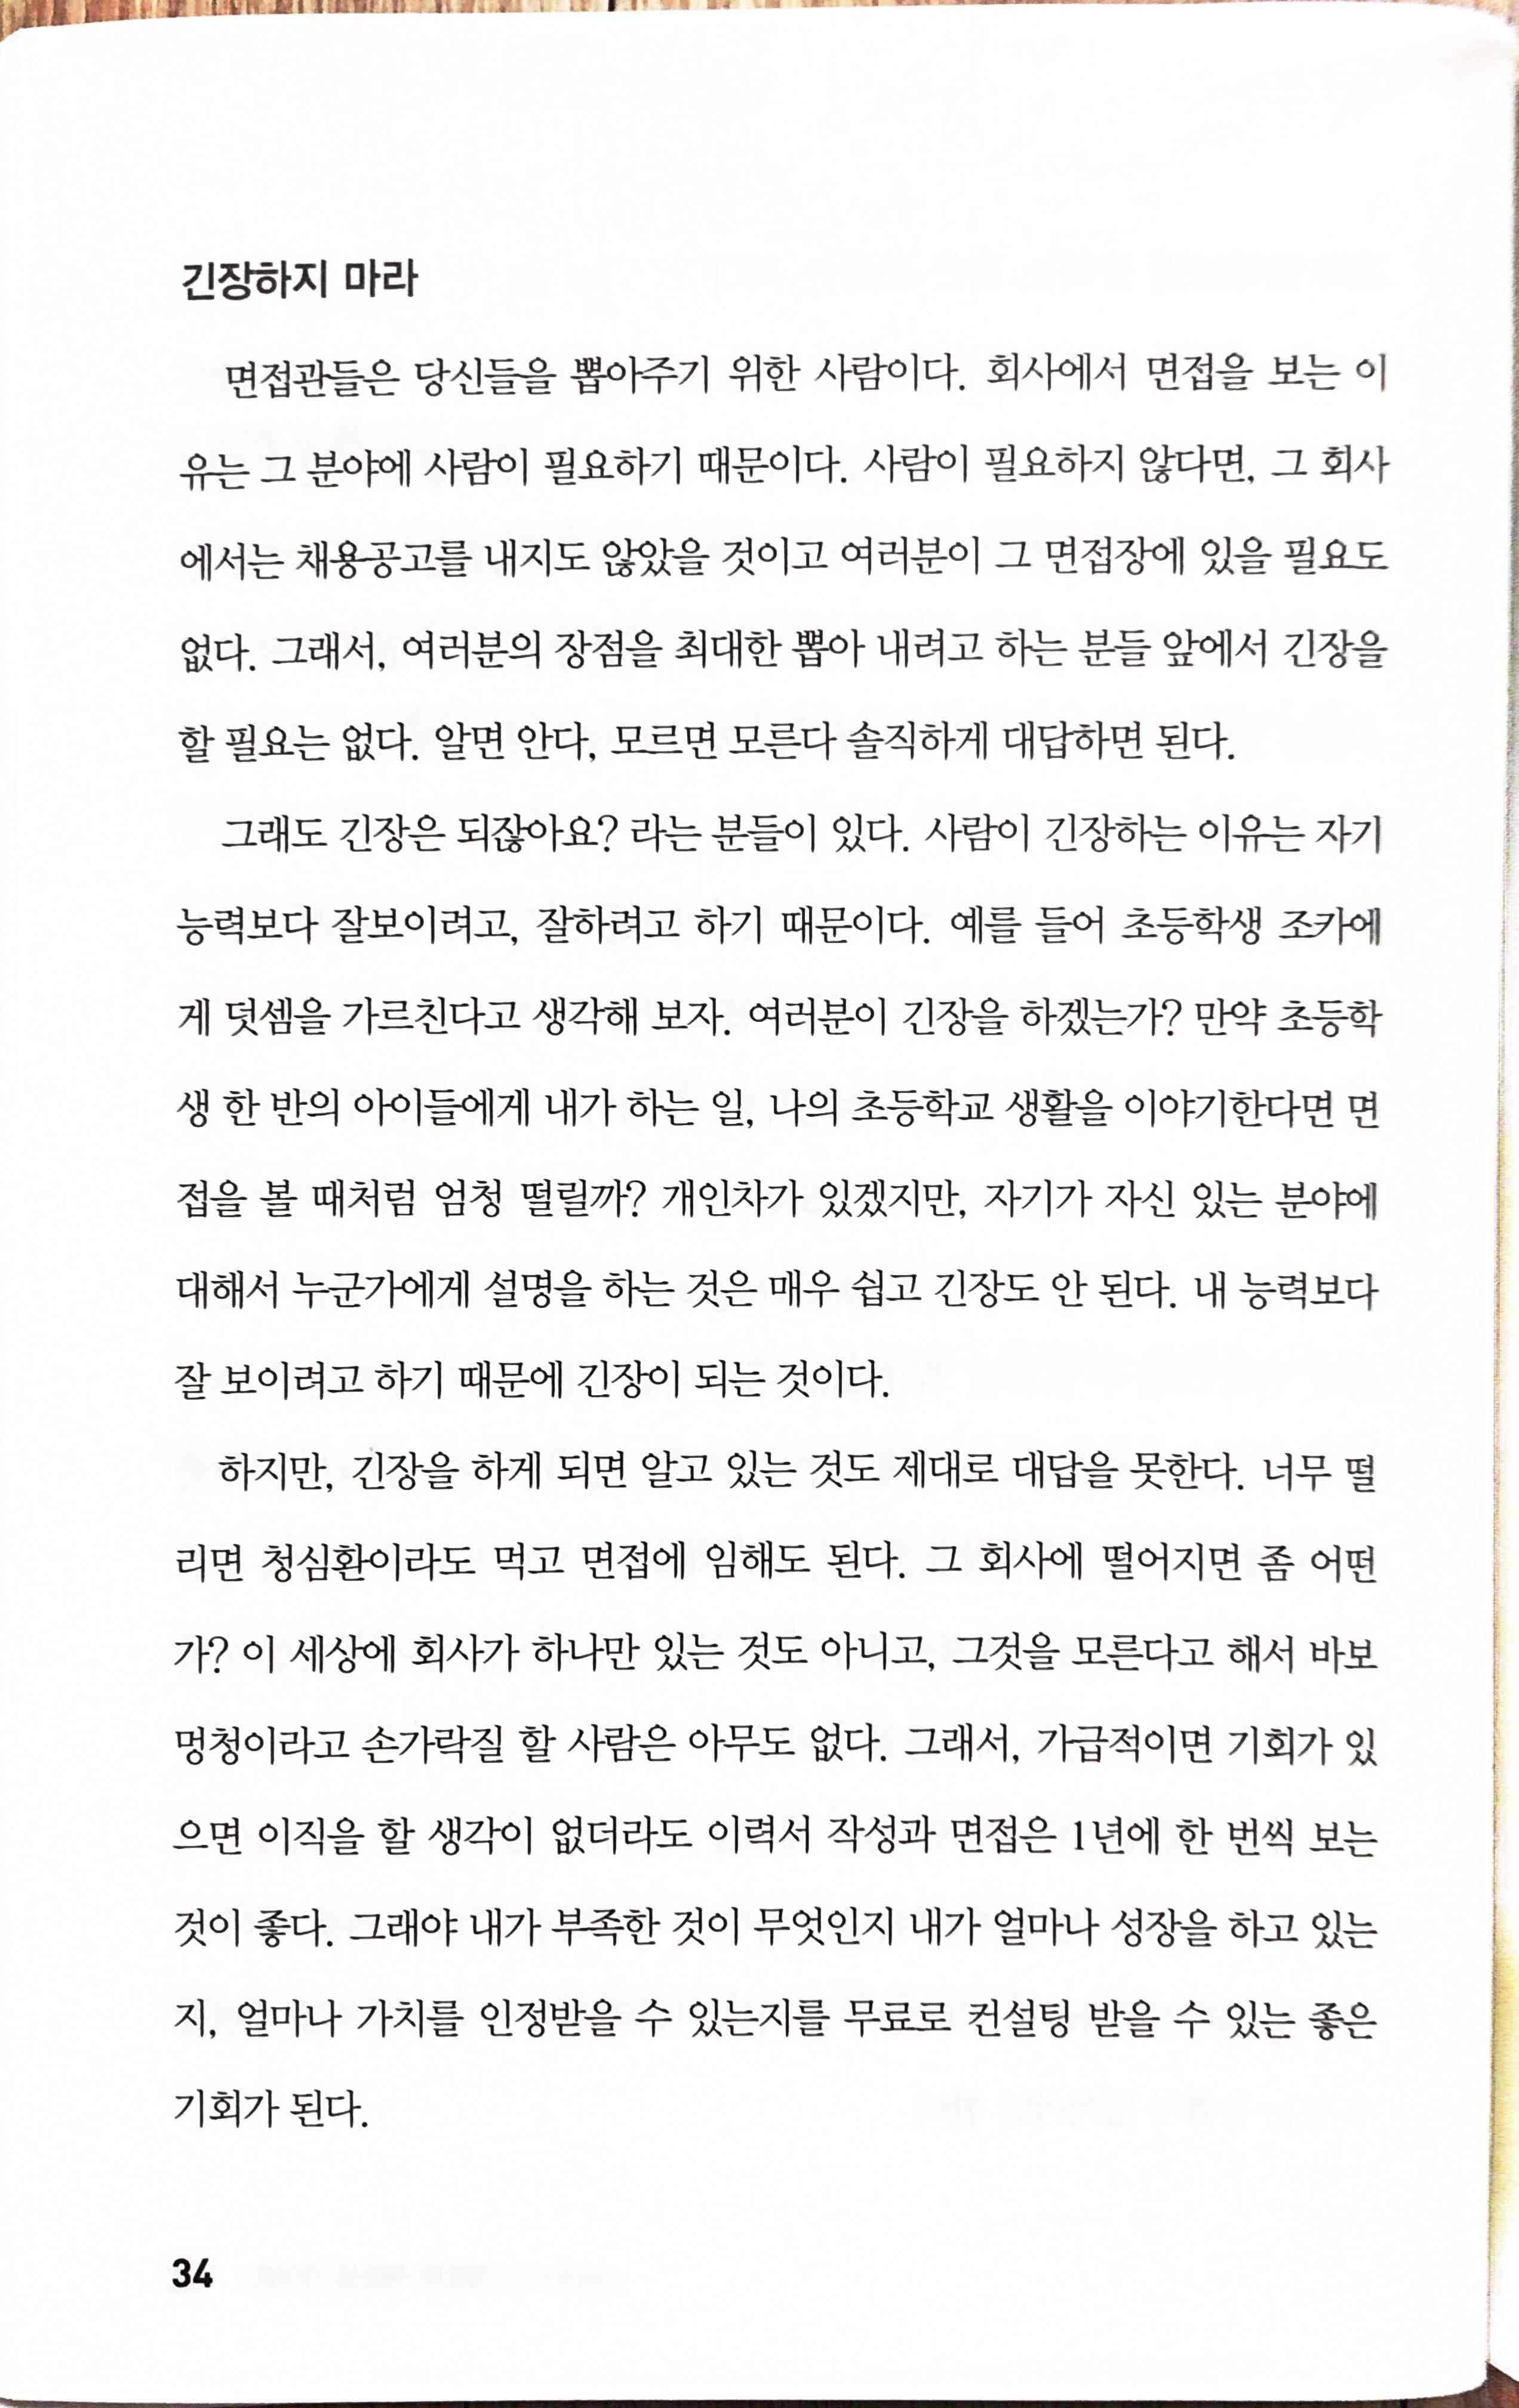 긴장하지 마라
면접관들은 당신들을 뽑아주기 위한 사람이다. 회사에서 면접을 보는 이
유는 그 분야에 사람이 필요하기 때문이다. 사람이 필요하지 않다면, 그 회사
에서는 채용공고를 내지도 않았을 것이고 여러분이 그 면접장에 있을 필요도
없다. 그래서, 여러분의 장점을 최대한 뽑아 내려고 하는 분들 앞에서 긴장을
할 필요는 없다. 알면 안다, 모르면 모른다 솔직하게 대답하면 된다.
그래도 긴장은 되잖아요? 라는 분들이 있다. 사람이 긴장하는 이유는 자기
능력보다 잘보이려고, 잘하려고 하기 때문이다. 예를 들어 초등학생 조카에
게 덧셈을 가르친다고 생각해 보자. 여러분이 긴장을 하겠는가? 만약 초등학
생 한 반의 아이들에게 내가 하는 일, 나의 초등학교 생활을 이야기한다면 면
접을 볼 때처럼 엄청 떨릴까? 개인차가 있겠지만, 자기가 자신 있는 분야에
대해서 누군가에게 설명을 하는 것은 매우 쉽고 긴장도 안 된다. 내 능력보다
잘 보이려고 하기 때문에 긴장이 되는 것이다.
하지만, 긴장을 하게 되면 알고 있는 것도 제대로 대답을 못한다. 너무 떨
리면 청심환이라도 먹고 면접에 임해도 된다. 그 회사에 떨어지면 좀 어떤
가? 이 세상에 회사가 하나만 있는 것도 아니고, 그것을 모른다고 해서 바보
멍청이라고 손가락질 할 사람은 아무도 없다. 그래서, 가급적이면 기회가 있
으면 이직을 할 생각이 없더라도 이력서 작성과 면접은 1년에 한 번씩 보는
것이 좋다. 그래야 내가 부족한 것이 무엇인지 내가 얼마나 성장을 하고 있는
지, 얼마나 가치를 인정받을 수 있는지를 무료로 컨설팅 받을 수 있는 좋은
기회가 된다.
34